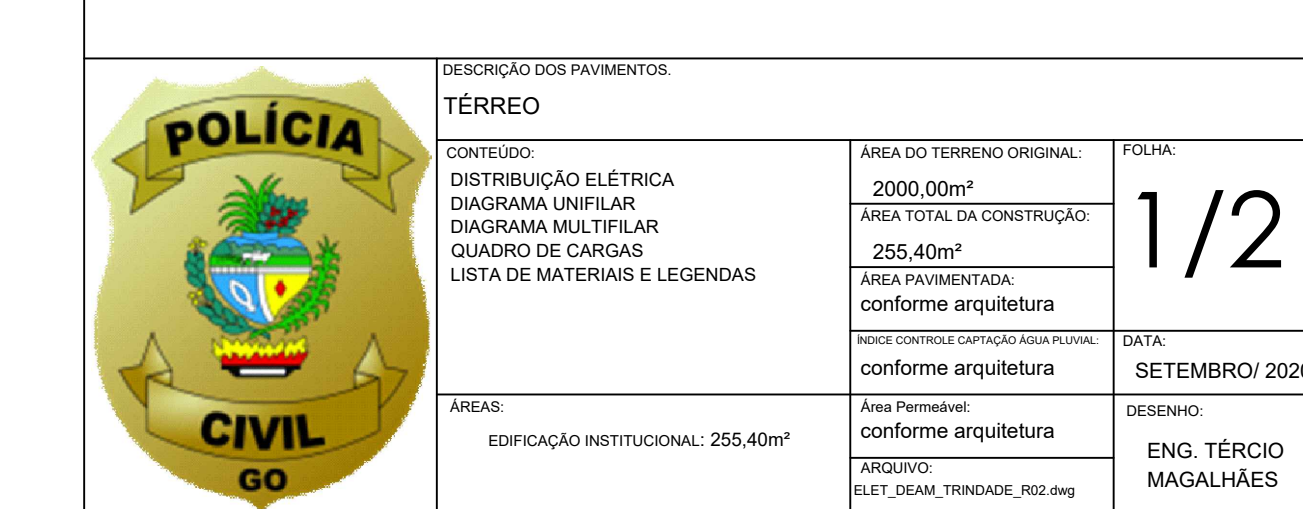 POLÍCIA
CIVIL
GO
DESCRIÇÃO DOS PAVIMENTOS.
TÉRREO
CONTEÚDO:
DISTRIBUIÇÃO ELÉTRICA
DIAGRAMA UNIFILAR
DIAGRAMA MULTIFILAR
QUADRO DE CARGAS
LISTA DE MATERIAIS E LEGENDAS
ÁREA DO TERRENO ORIGINAL:
2000,00m²
ÁREA TOTAL DA CONSTRUÇÃO:
255,40m²
ÁREA PAVIMENTADA:
conforme arquitetura
ÍNDICE CONTROLE CAPTAÇÃO ÁGUA PLUVIAL:
conforme arquitetura
FOLHA:
1/2
DATA:
SETEMBRO/ 2020
ÁREAS:
EDIFICAÇÃO INSTITUCIONAL: 255,40m²
Área Permeável:
conforme arquitetura
ARQUIVO:
ELET_DEAM_TRINDADE_R02.dwg
DESENHO:
ENG. TÉRCIO
MAGALHÃES